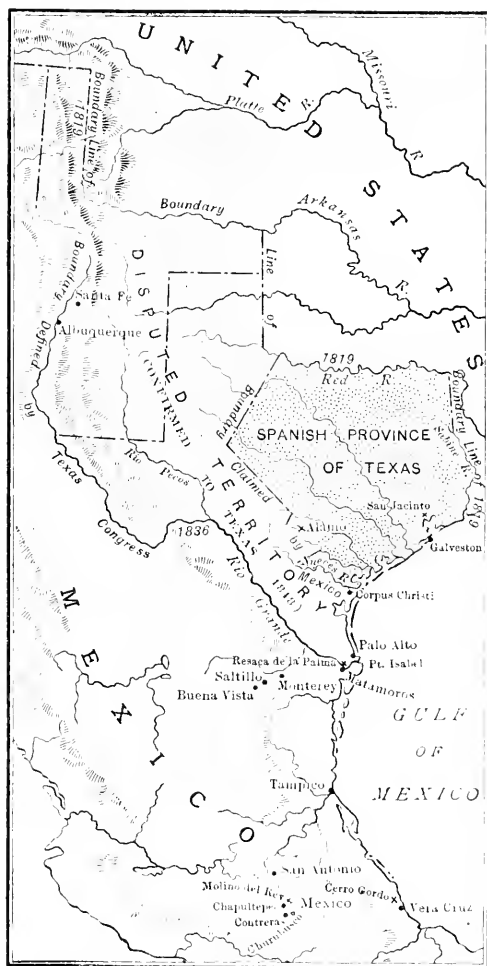 UNITED STATES
Missouri R
Platte R.
Boundary Line of 1819
Boundary Line of 1819
Arkansas R.
Boundary Defined by Texas Congress 1836
Santa Fe
Albuquerque
DISPUTED TERRITORY
(CONFIRMED TO TEXAS
Red R.
Boundary Claimed by Mexico
SPANISH PROVINCE
OF TEXAS
Sabine R.
Boundary Line of 1819
San Jacinto
Galveston
Alamo
Rio Pecos
Nueces R.
Corpus Christi
Rio Grande
MEXICO
Palo Alto
Resaca de la Palma
Pt. Isabel
Matamoros
Saltillo
Monterey
Buena Vista
GULF
OF
MEXICO
Tampico
San Antonio
Molino del Rey
Mexico
Cerro Gordo
Chapultepec
Vera Cruz
Contreras
Churubusco